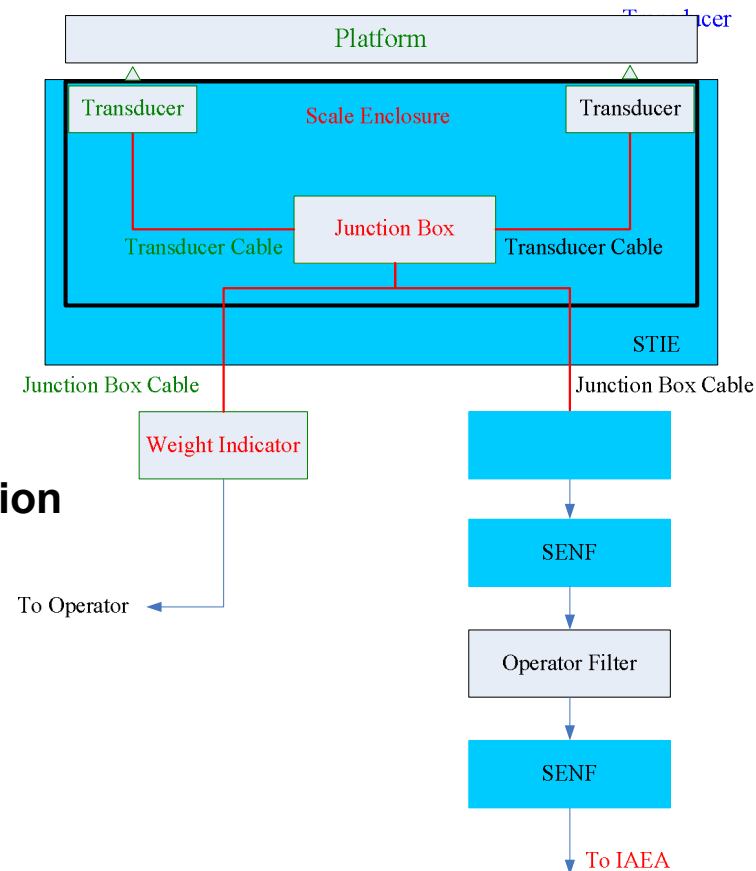 Platform
Transducer
Scale Enclosure
Transducer
Junction Box
Transducer Cable
Transducer Cable
STIE
Junction Box Cable
Junction Box Cable
Weight Indicator
ion
SENF
To Operator
Operator Filter
SENF
To IAEA